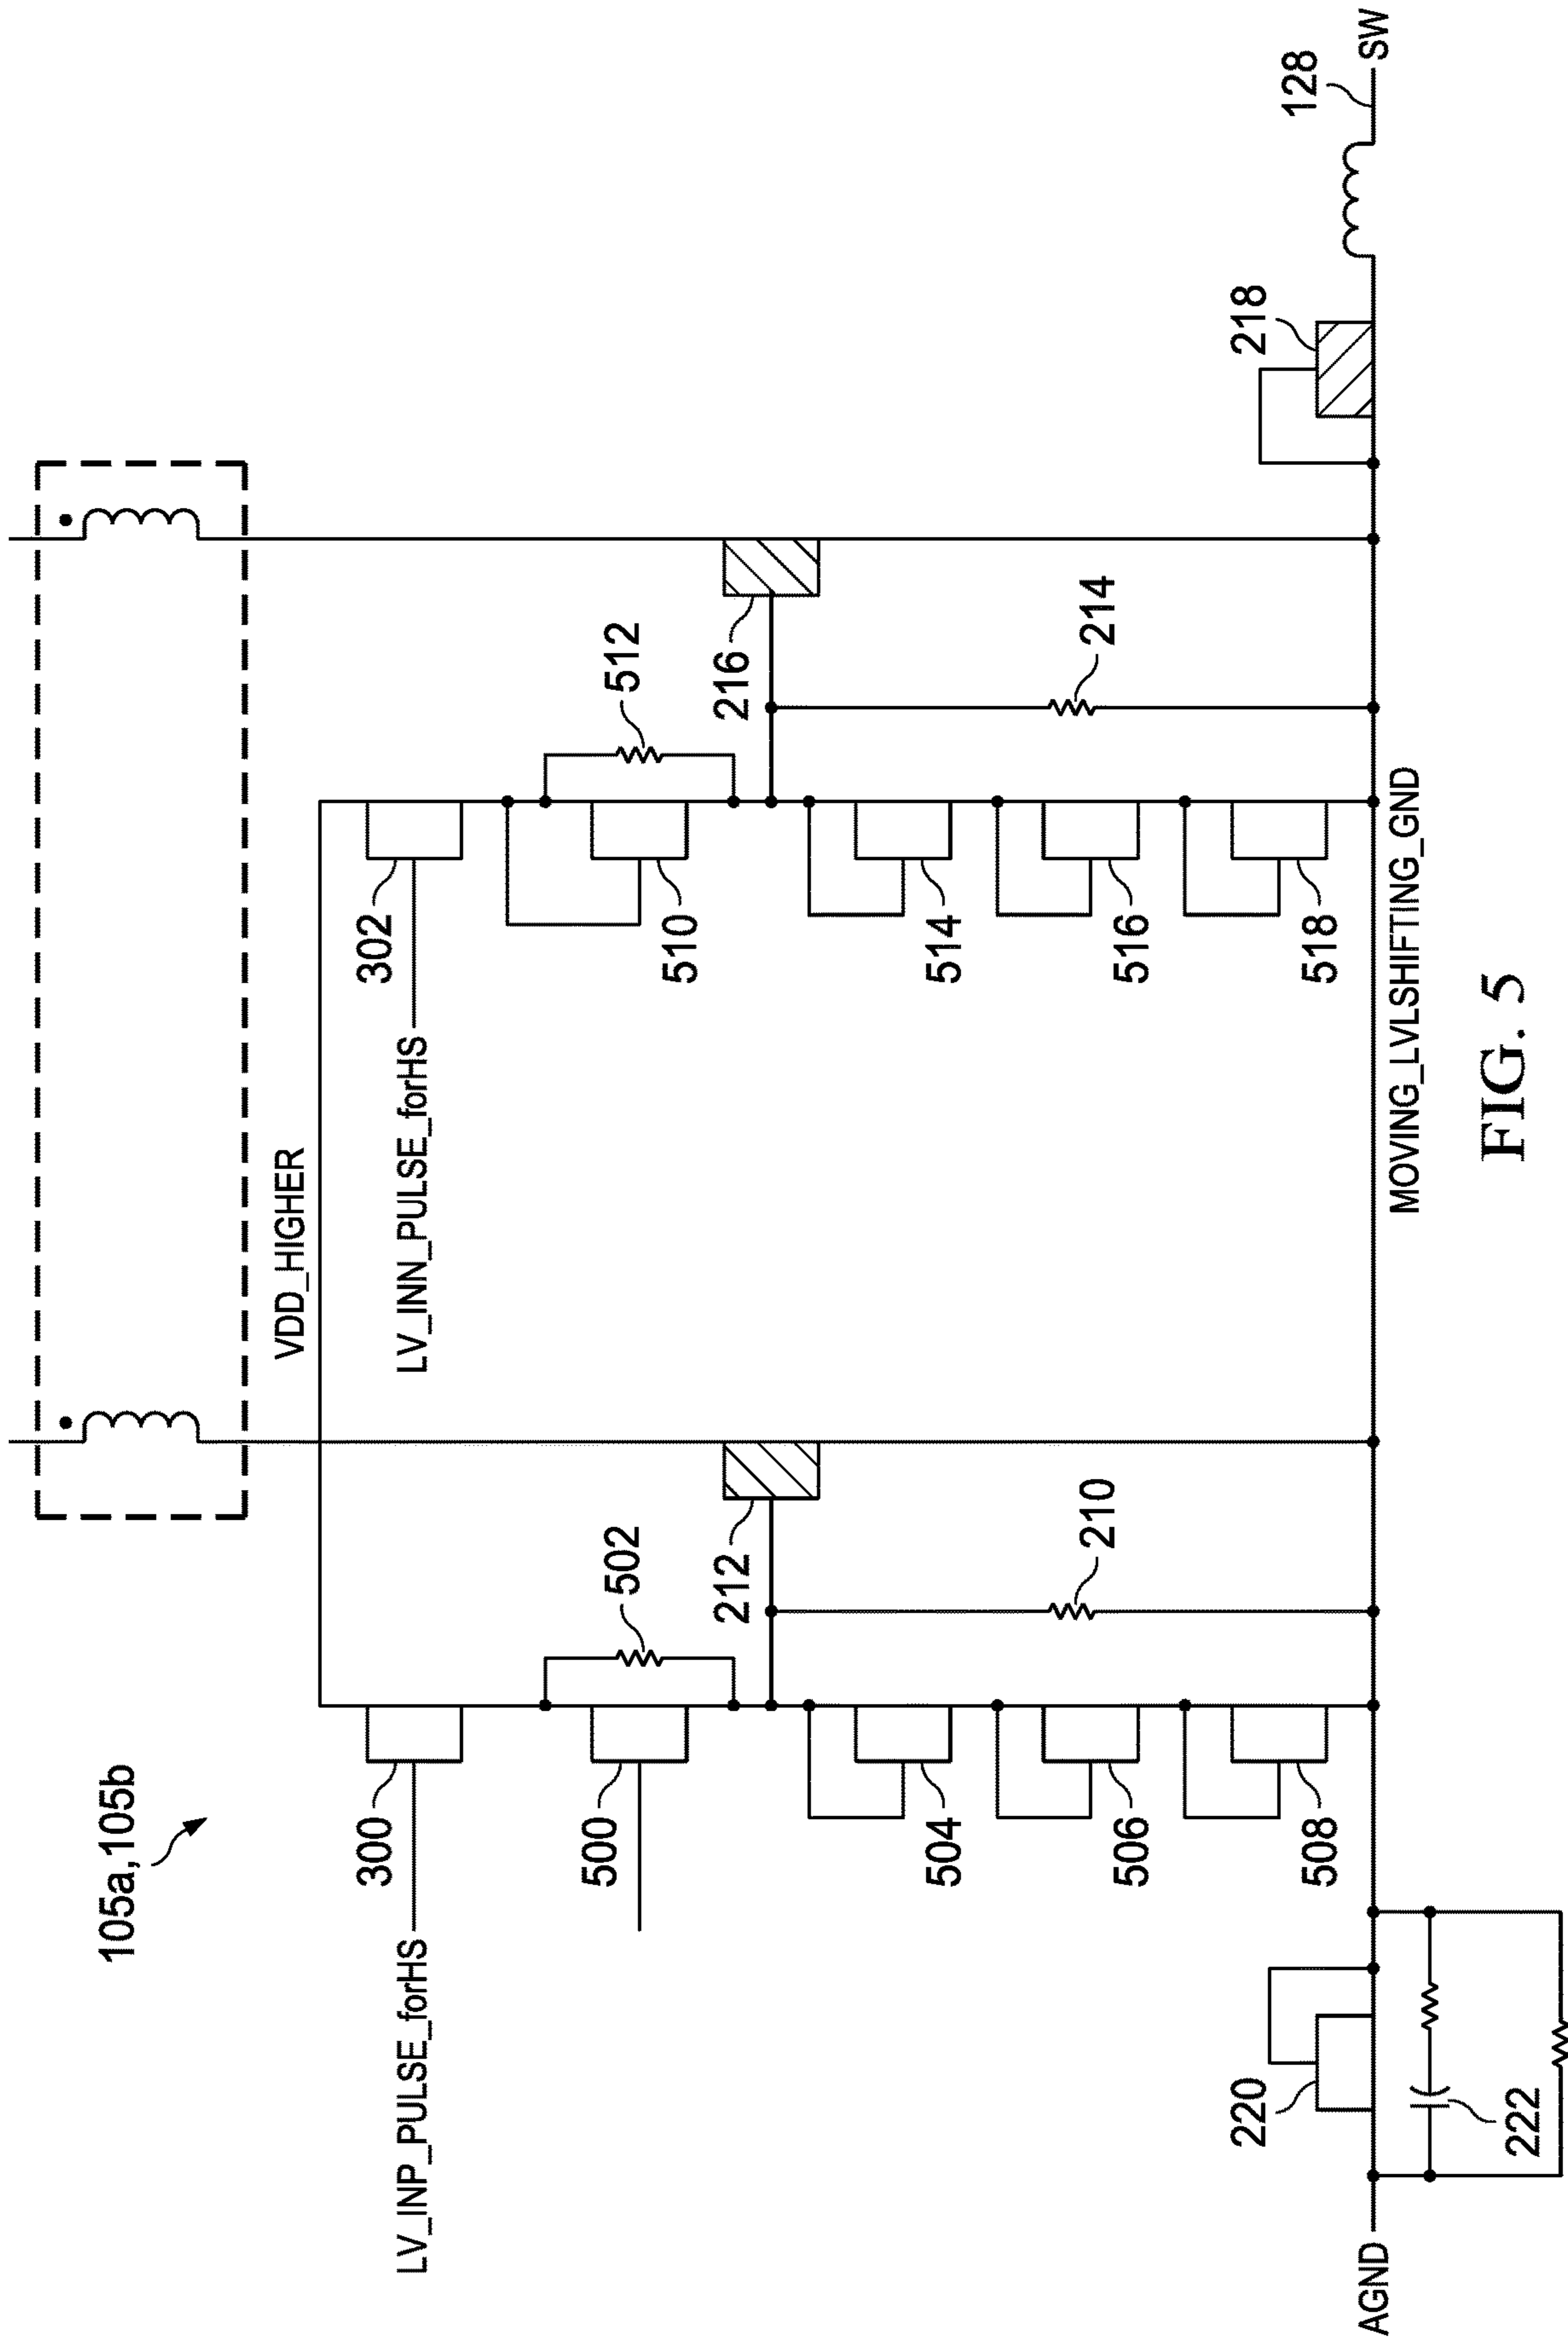 105a,105b
VDD_HIGHER
LV_INP_PULSE_forHS
300
LV_INN_PULSE_forHS
302
500
502
510
512
212
216
504
210
514
214
506
516
508
518
AGND
220
222
218
128
SW
MOVING_LVLSHIFTING_GND
FIG. 5